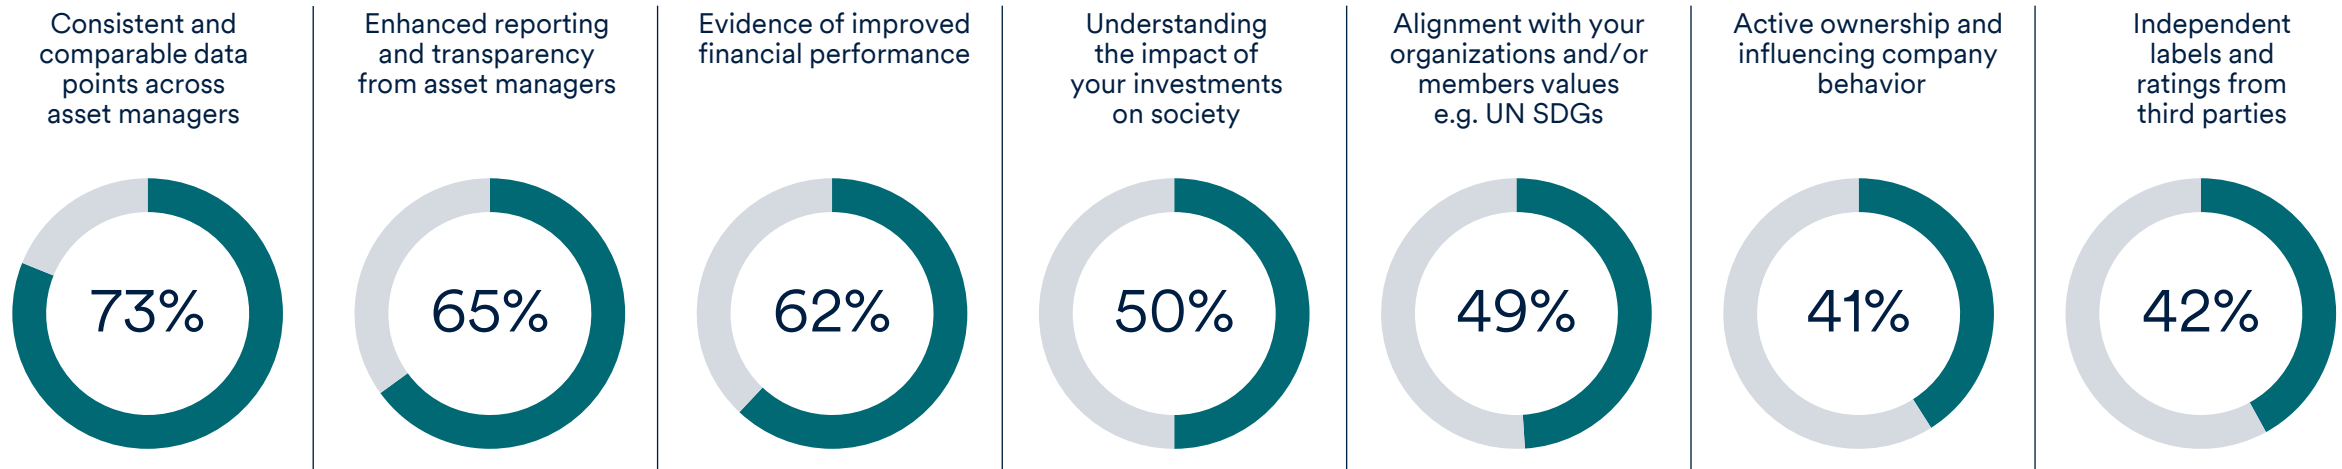 Consistent and
comparable data
points across
asset managers
73%
Enhanced reporting
and transparency
from asset managers
65%
Evidence of improved
financial performance
62%
Understanding
the impact of
your investments
on society
50%
Alignment with your
organizations and/or
members values
e.g. UN SDGs
49%
Active ownership and
influencing company
behavior
41%
Independent
labels and
ratings from
third parties
42%